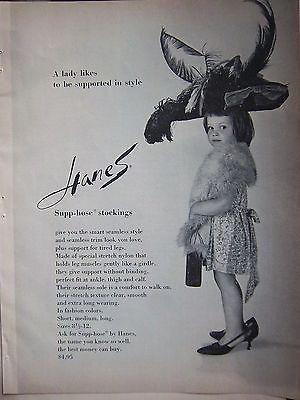 A lady likes
to be supported in style
Hanes
Supp-hose® stockings
give you the smart seamless style
and seamless trim look you love,
plus support for tired legs.
Made of special stretch nylon that
holds leg muscles gently like a girdle,
they give support without binding,
perfect fit at ankle, thigh and calf.
Their seamless sole is a comfort to walk on,
their stretch texture clear, smooth
and extra long wearing.
In fashion colors.
Short, medium, long.
Sizes 8½-12.
Ask for Supp-hose® by Hanes,
the name you know so well,
the best money can buy.
$4.95